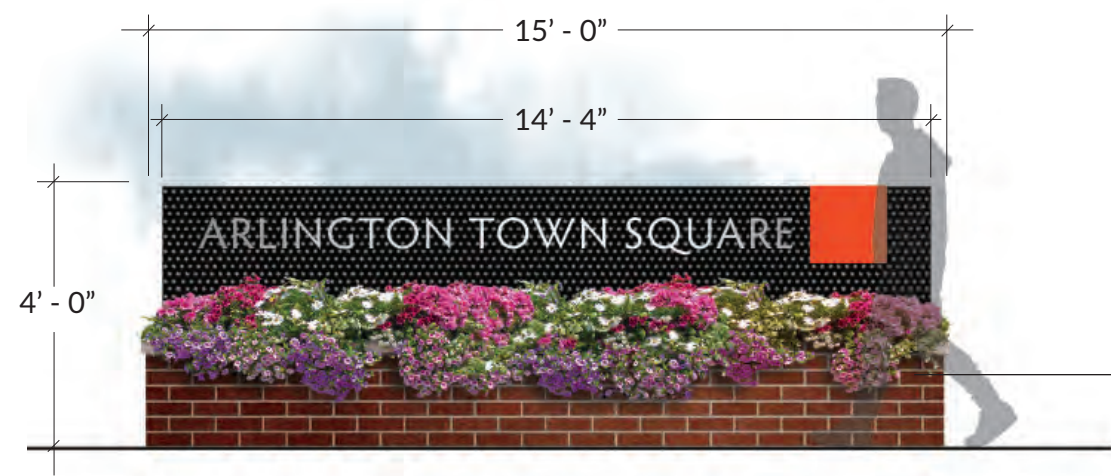 15’ - 0”
14’ - 4”
ARLINGTON TOWN SQUARE
4’ - 0”